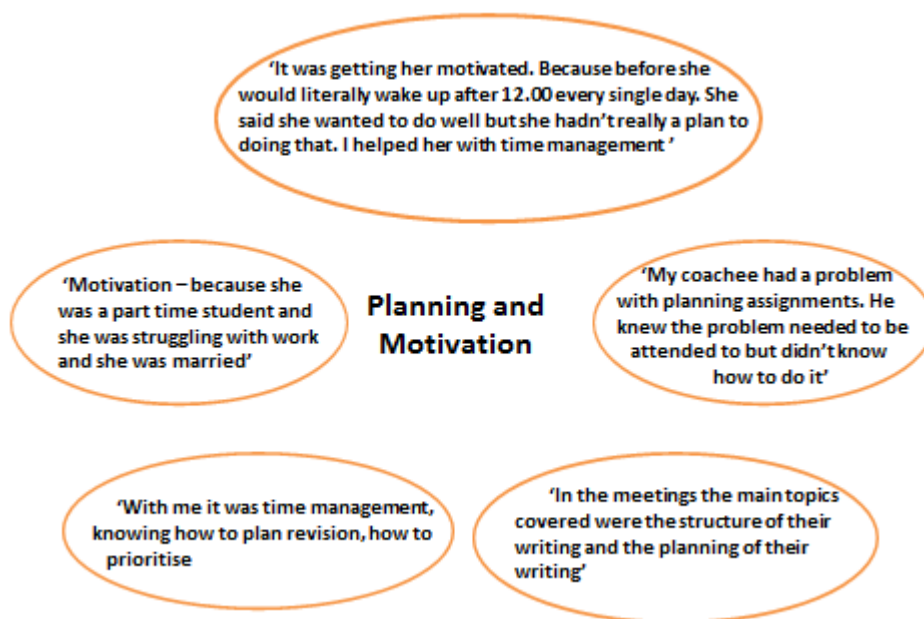 ‘It was getting her motivated. Because before she
would literally wake up after 12.00 every single day. She
said she wanted to do well but she hadn’t really a plan to
doing that. I helped her with time management ’
‘Motivation – because she
was a part time student and
she was struggling with work
and she was married’
Planning and
Motivation
‘My coachee had a problem
with planning assignments. He
knew the problem needed to be
attended to but didn’t know
how to do it’
‘With me it was time management,
knowing how to plan revision, how to
prioritise
‘In the meetings the main topics
covered were the structure of their
writing and the planning of their
writing’